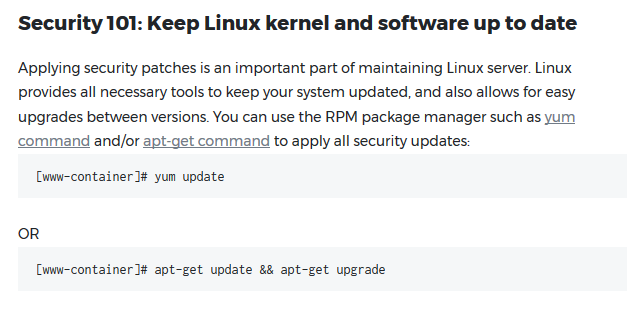 Security 101: Keep Linux kernel and software up to date
Applying security patches is an important part of maintaining Linux server. Linux
provides all necessary tools to keep your system updated, and also allows for easy
upgrades between versions. You can use the RPM package manager such as yum
command and/or apt-get command to apply all security updates:
[www-container]# yum update
OR
[www-container]# apt-get update && apt-get upgrade